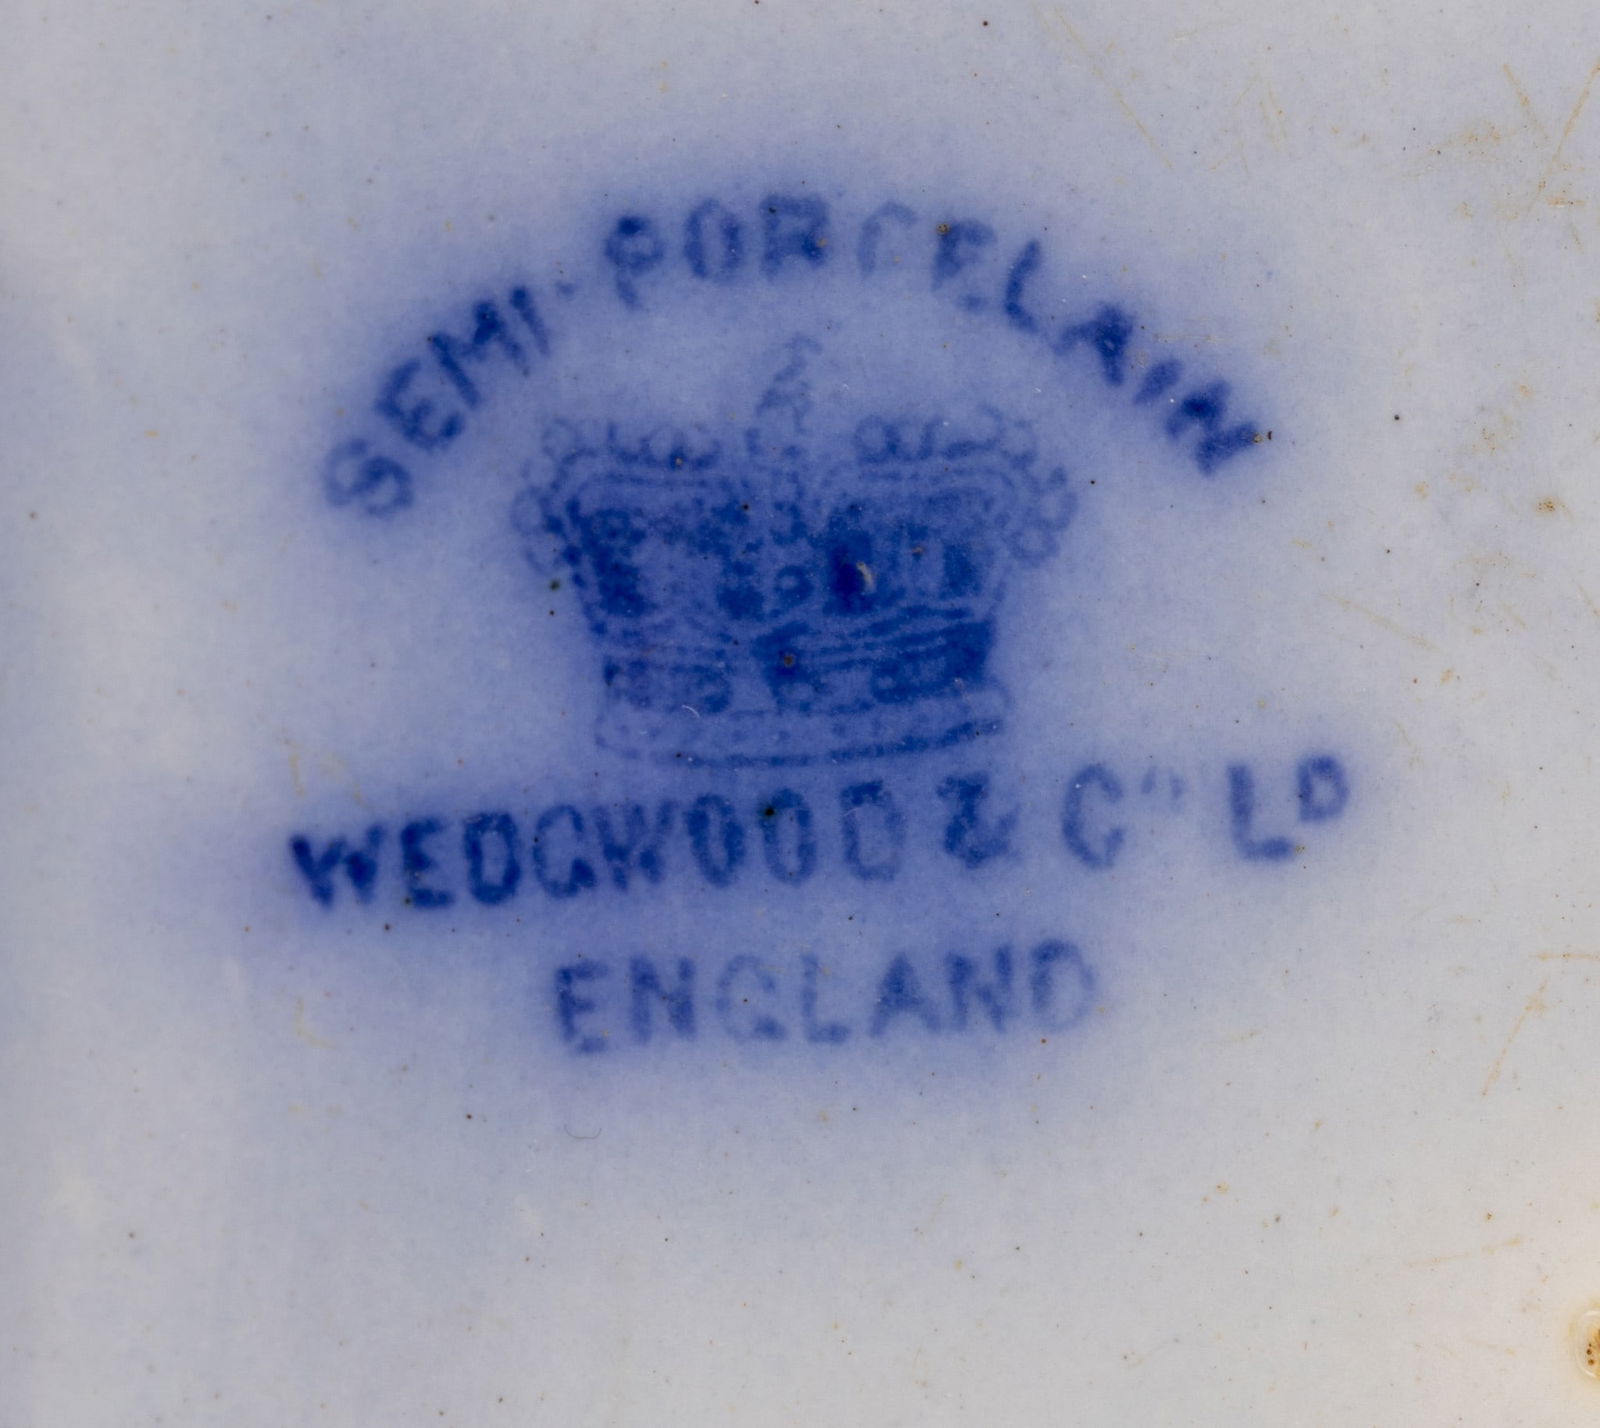 SEMI-PORCELAIN
WEDGWOOD & Cº Lᴰ
ENGLAND